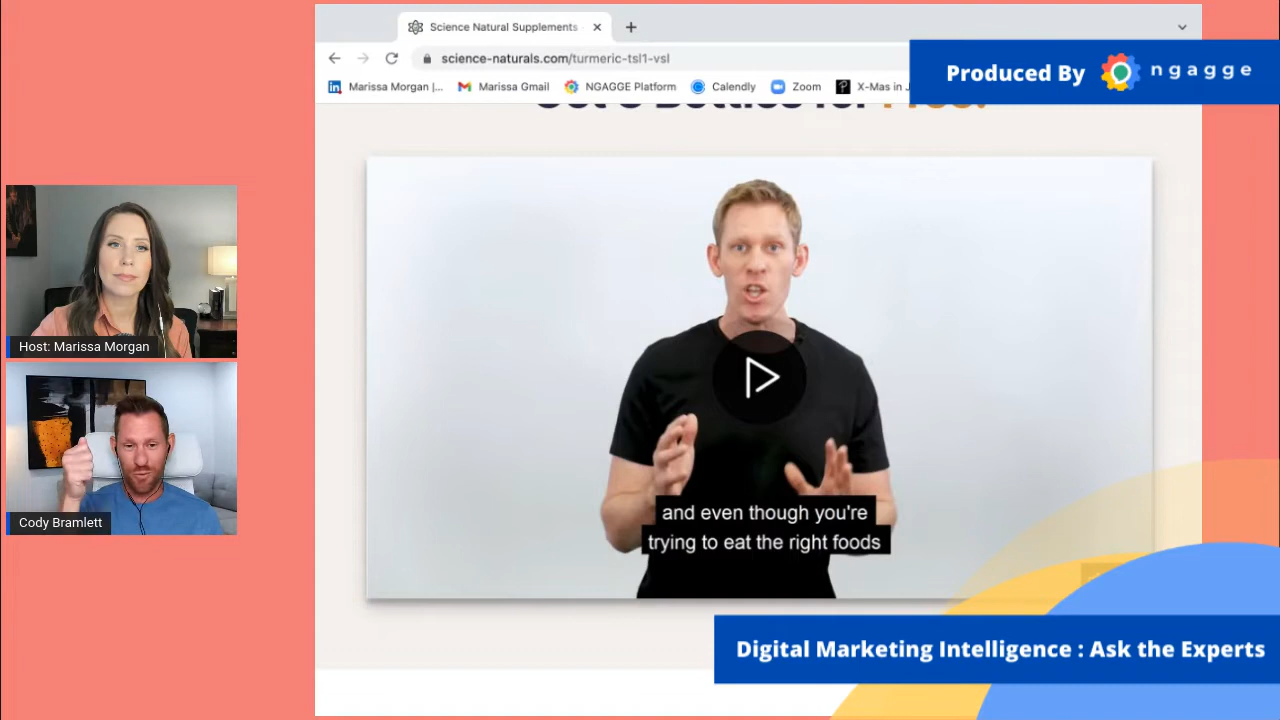 Science Natural Supplements
science-naturals.com/turmeric-tsl1-vsl
Marissa Morgan |...
Marissa Gmail
NGAGGE Platform
Calendly
Zoom
X-Mas in J
Produced By ngagge
and even though you're
trying to eat the right foods
Host: Marissa Morgan
Cody Bramlett
Digital Marketing Intelligence : Ask the Experts